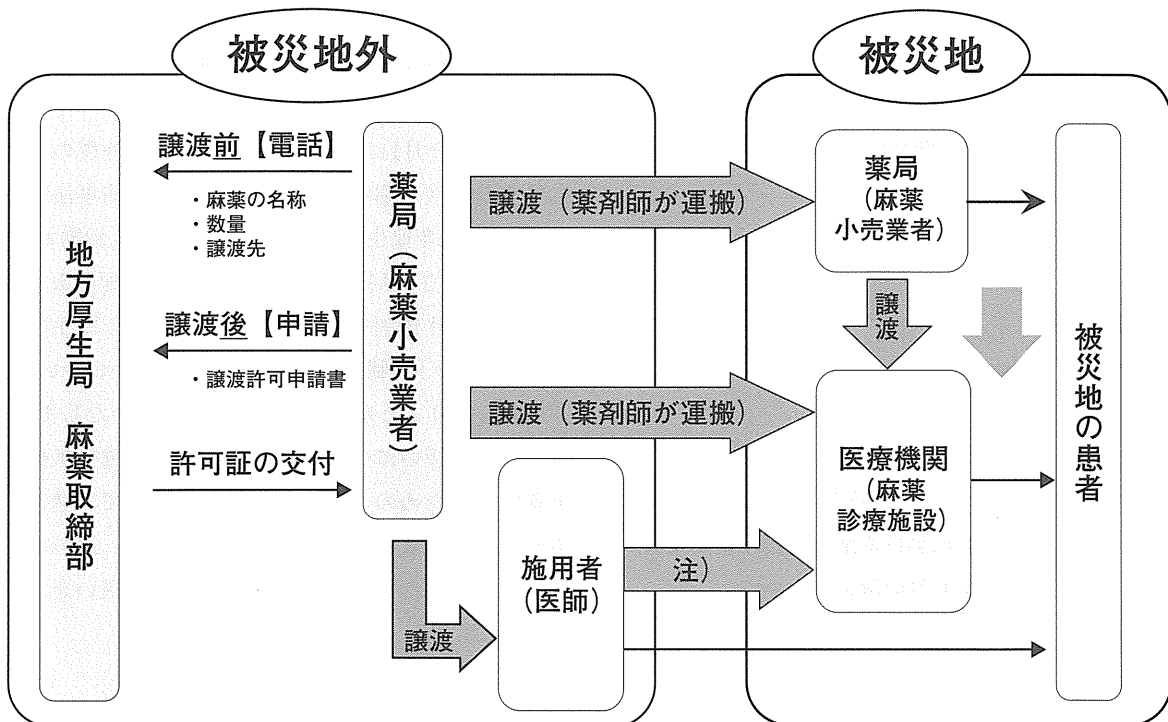 被災地外
地方厚生局 麻薬取締部
譲渡前【電話】
・麻薬の名称
・数量
・譲渡先
譲渡後【申請】
・譲渡許可申請書
許可証の交付
薬局(麻薬小売業者)
譲渡(薬剤師が運搬)
譲渡(薬剤師が運搬)
譲渡
施用者
(医師)
注)
被災地
薬局
(麻薬
小売業者)
譲渡
医療機関
(麻薬
診療施設)
被災地の患者